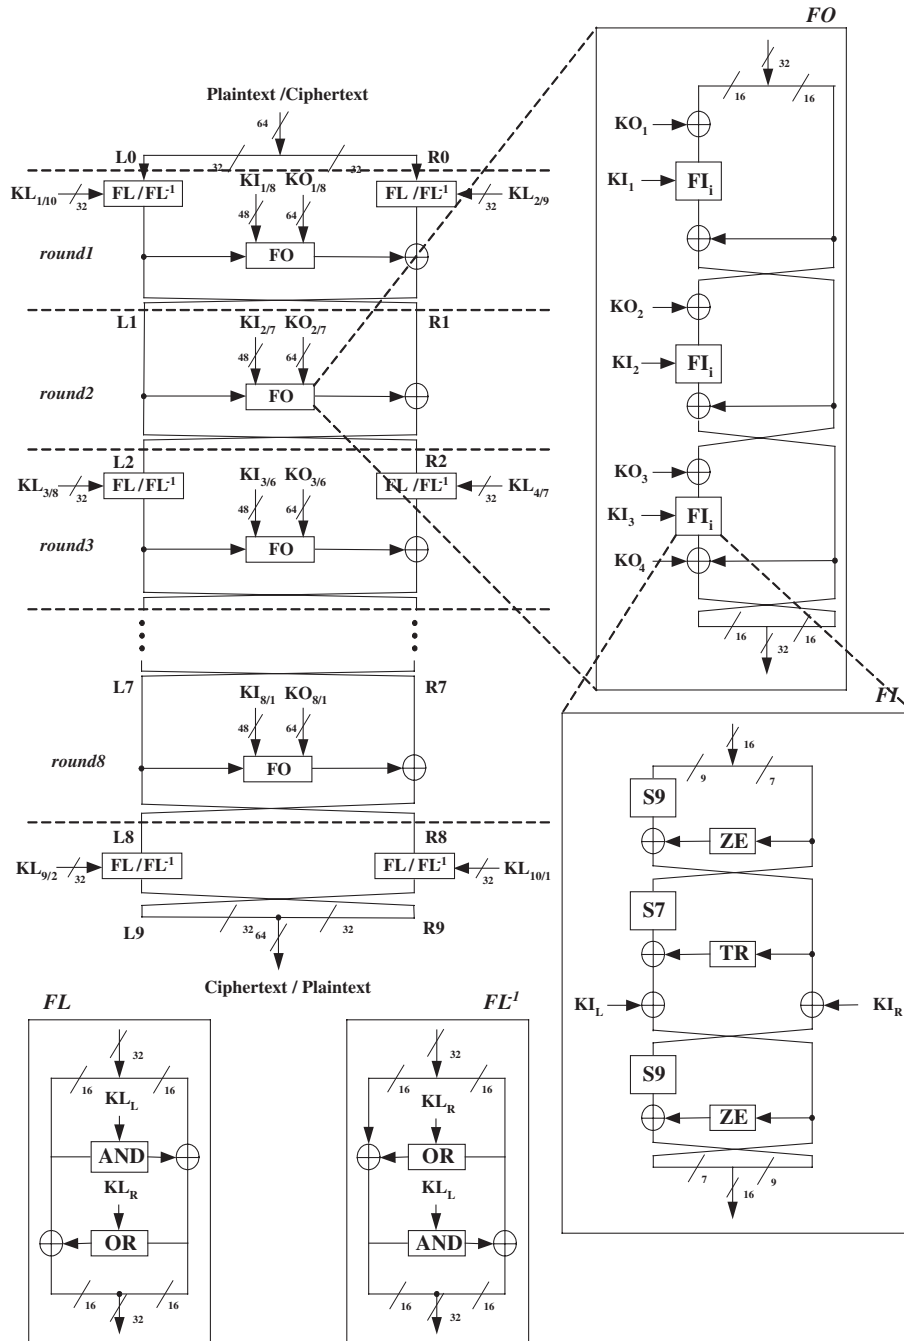 FO
32
16 16
KO1
KI1 FIi
KO2
KI2 FIi
KO3
KI3 FIi
KO4
16 16
32
Plaintext /Ciphertext
64
L0 32 32 R0
KL1/10 32 FL /FL-1 KI1/8 KO1/8 FL /FL-1 32 KL2/9
48 64
round1 FO
L1 R1
KI2/7 KO2/7
48 64
round2 FO
L2 R2
KL3/8 32 FL /FL-1 KI3/6 KO3/6 FL /FL-1 32 KL4/7
48 64
round3 FO
L7 R7
KI8/1 KO8/1
48 64
round8 FO
L8 R8
KL9/2 32 FL /FL-1 FL /FL-1 32 KL10/1
L9 32 64 32 R9
Ciphertext / Plaintext
FI
16
9 7
S9
ZE
S7
TR
KIL KIR
S9
ZE
7 16 9
FL
32
16 16
KLL
AND
KLR
OR
16 16
32
FL-1
32
16 16
KLR
OR
KLL
AND
16 16
32